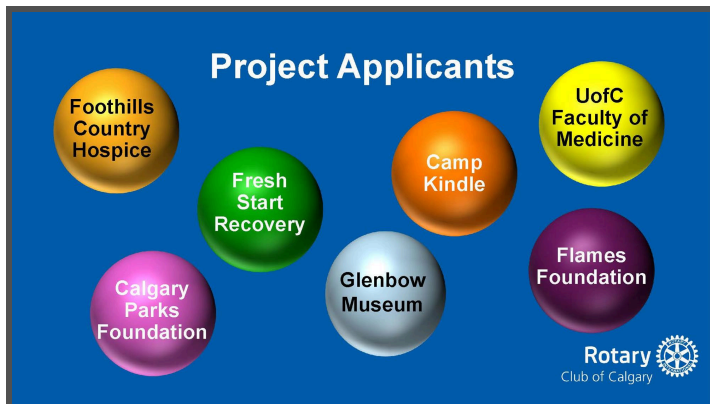 Project Applicants
Foothills
Country
Hospice
UofC
Faculty of
Medicine
Camp
Kindle
Fresh
Start
Recovery
Flames
Foundation
Glenbow
Museum
Calgary
Parks
Foundation
Rotary
Club of Calgary